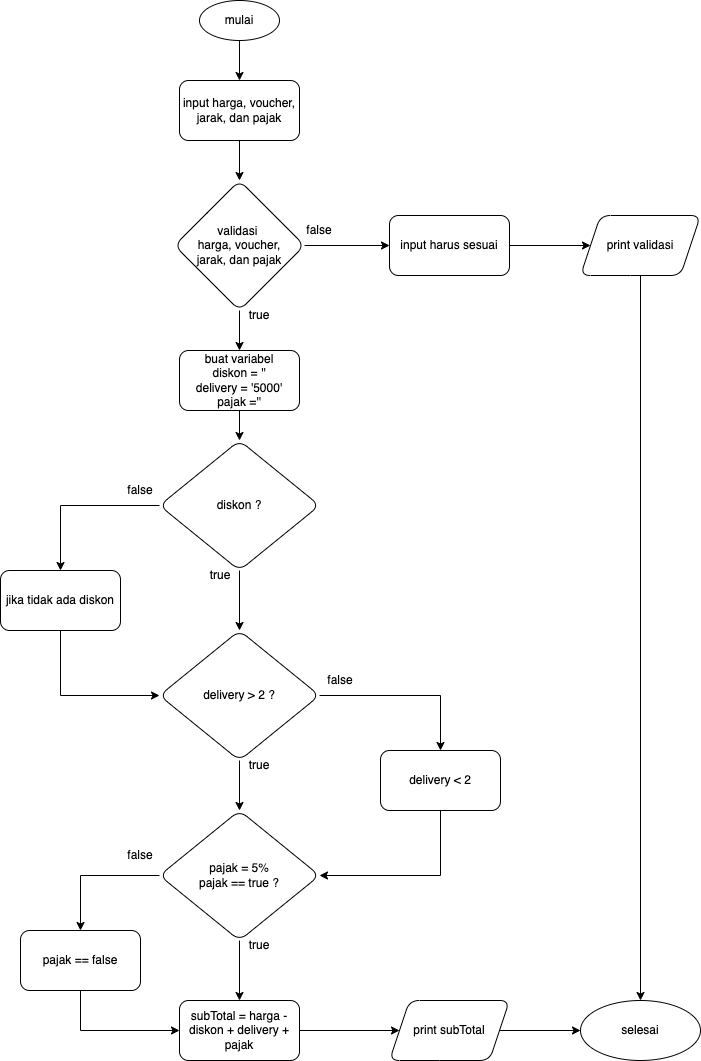 mulai
input harga, voucher,
jarak, dan pajak
validasi
harga, voucher,
jarak, dan pajak
false
input harus sesuai
print validasi
true
buat variabel
diskon = ''
delivery = '5000'
pajak =''
false
diskon ?
true
jika tidak ada diskon
delivery > 2 ?
false
true
delivery < 2
false
pajak = 5%
pajak == true ?
true
pajak == false
subTotal = harga -
diskon + delivery +
pajak
print subTotal
selesai